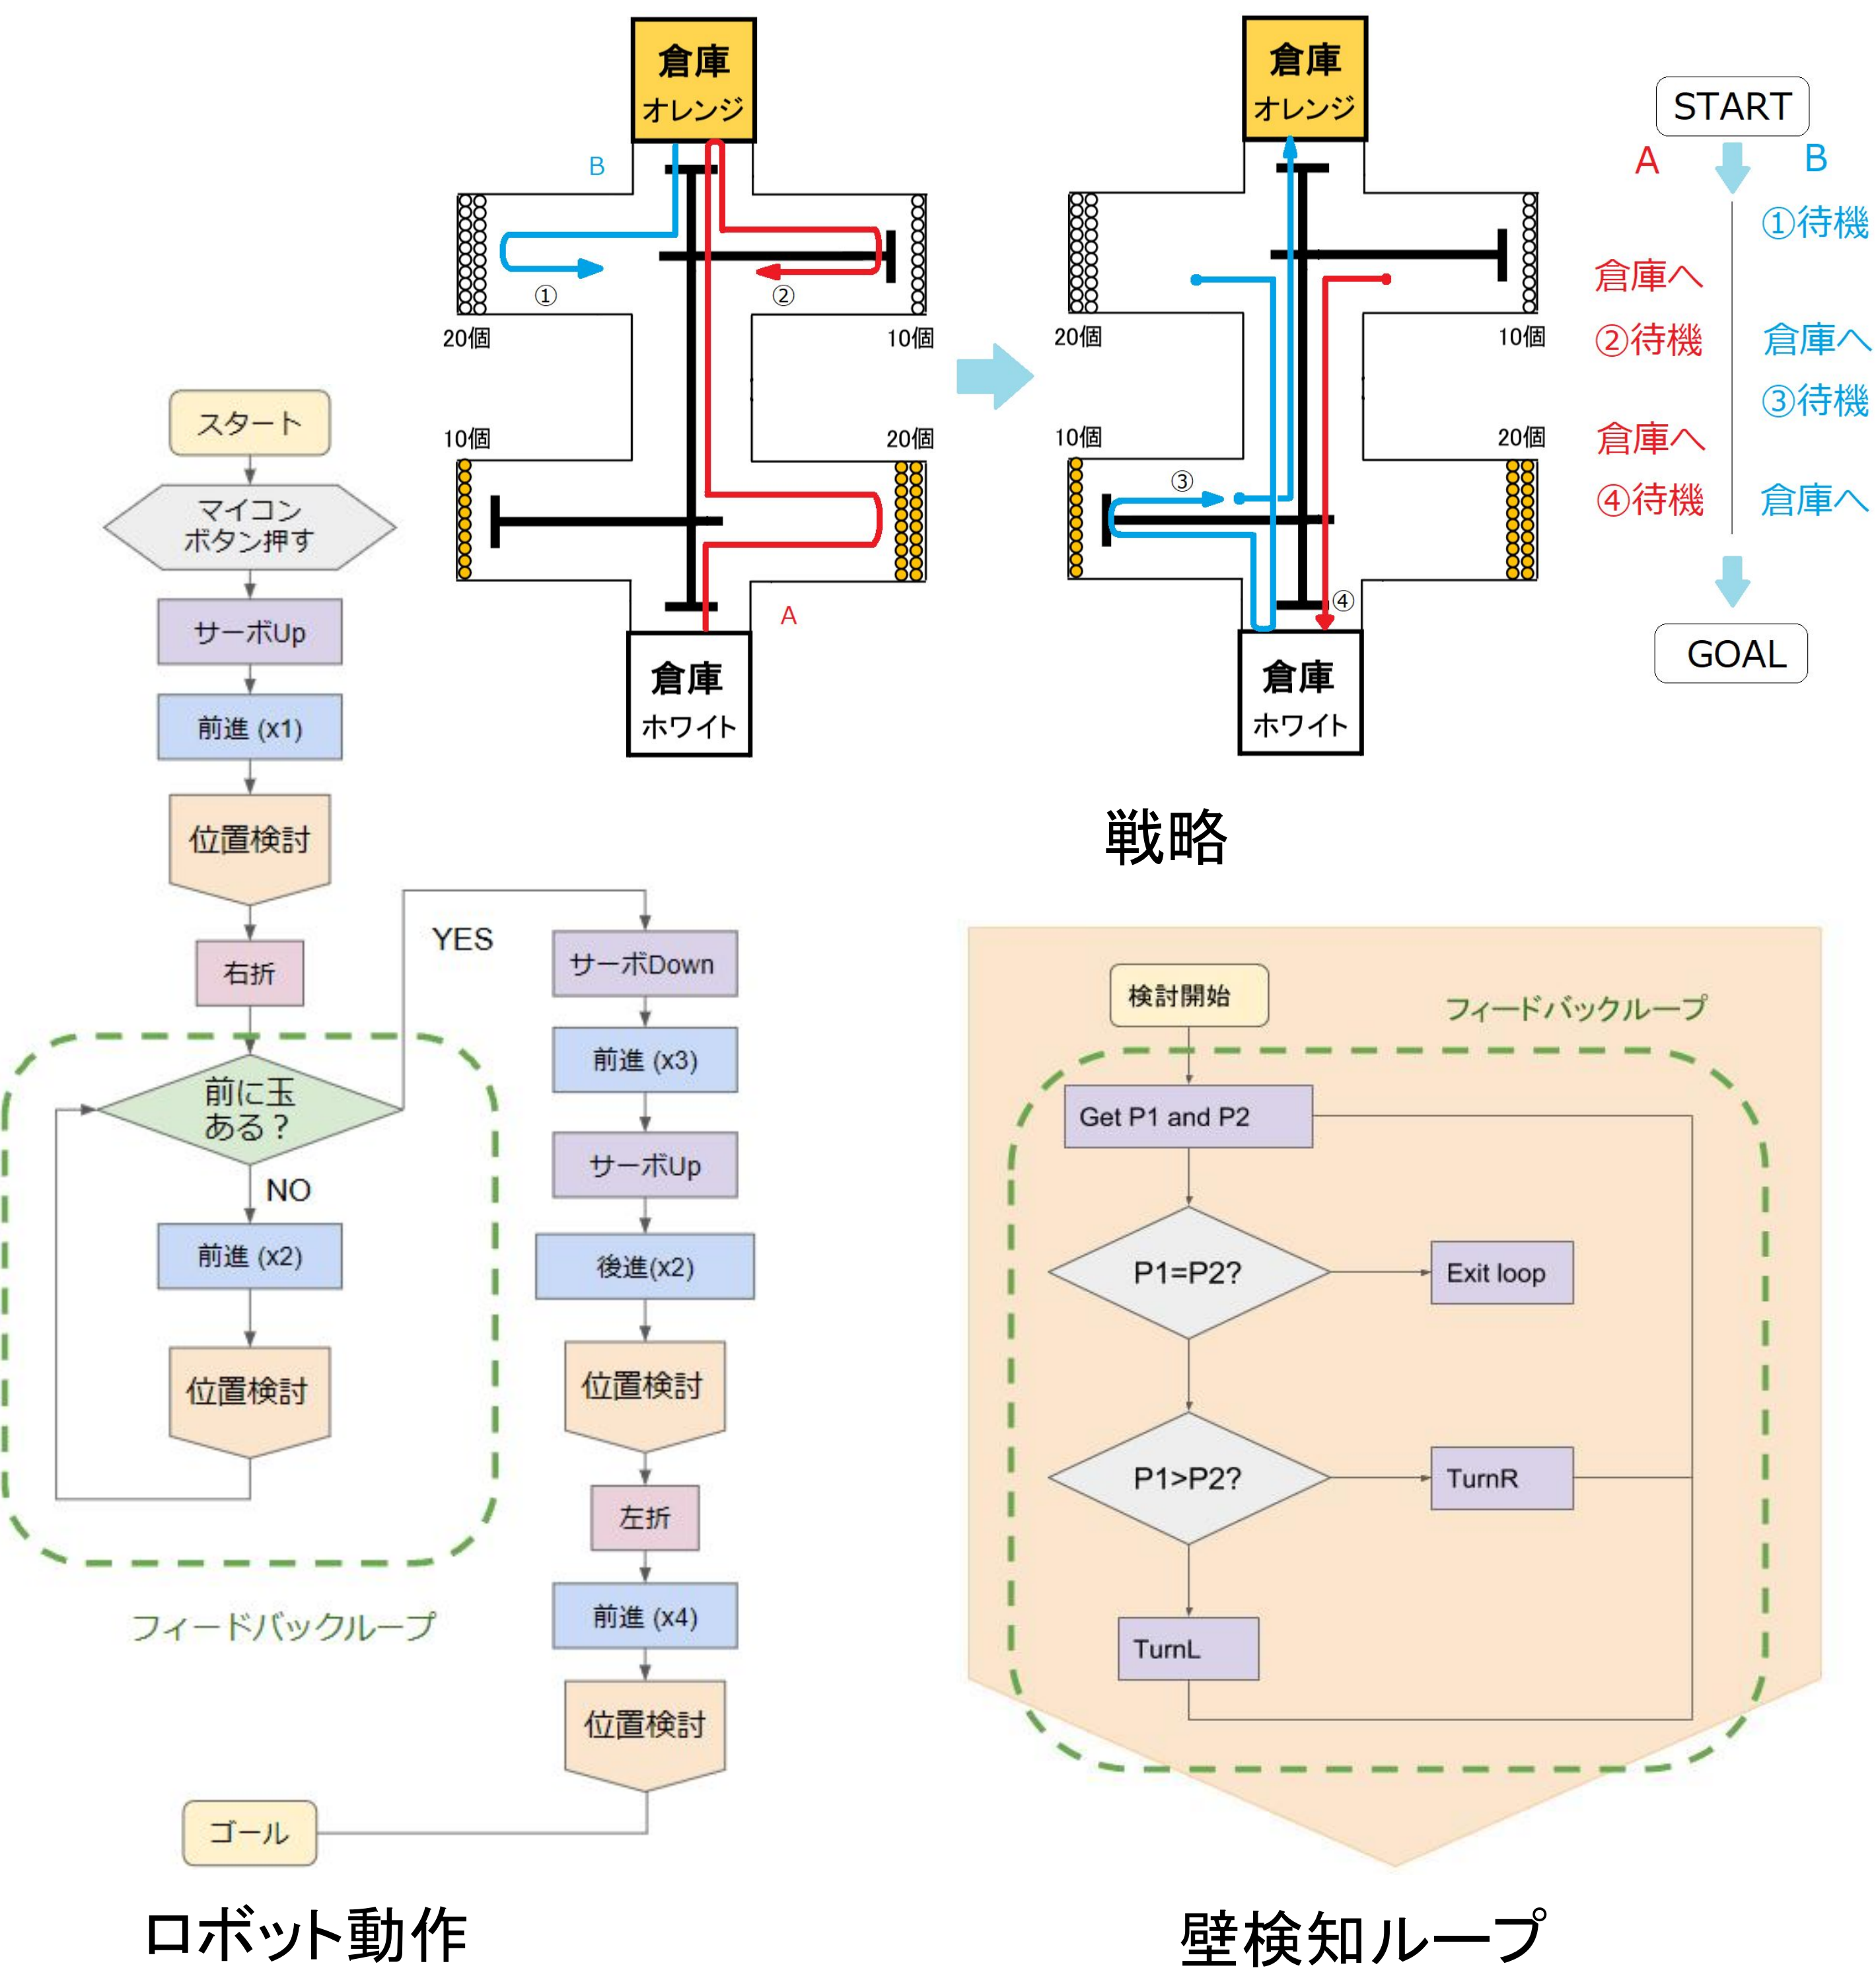 倉庫
オレンジ
B
①
②
20個
10個
10個
20個
A
倉庫
ホワイト
倉庫
オレンジ
20個
10個
10個
20個
③
④
倉庫
ホワイト
START
A
B
①待機
倉庫へ
②待機
倉庫へ
③待機
倉庫へ
④待機
倉庫へ
GOAL
戦略
スタート
マイコン
ボタン押す
サーボUp
前進 (x1)
位置検討
右折
前に玉
ある？
YES
NO
前進 (x2)
位置検討
フィードバックループ
サーボDown
前進 (x3)
サーボUp
後進(x2)
位置検討
左折
前進 (x4)
位置検討
ゴール
ロボット動作
検討開始
フィードバックループ
Get P1 and P2
P1=P2?
Exit loop
P1>P2?
TurnR
TurnL
壁検知ループ